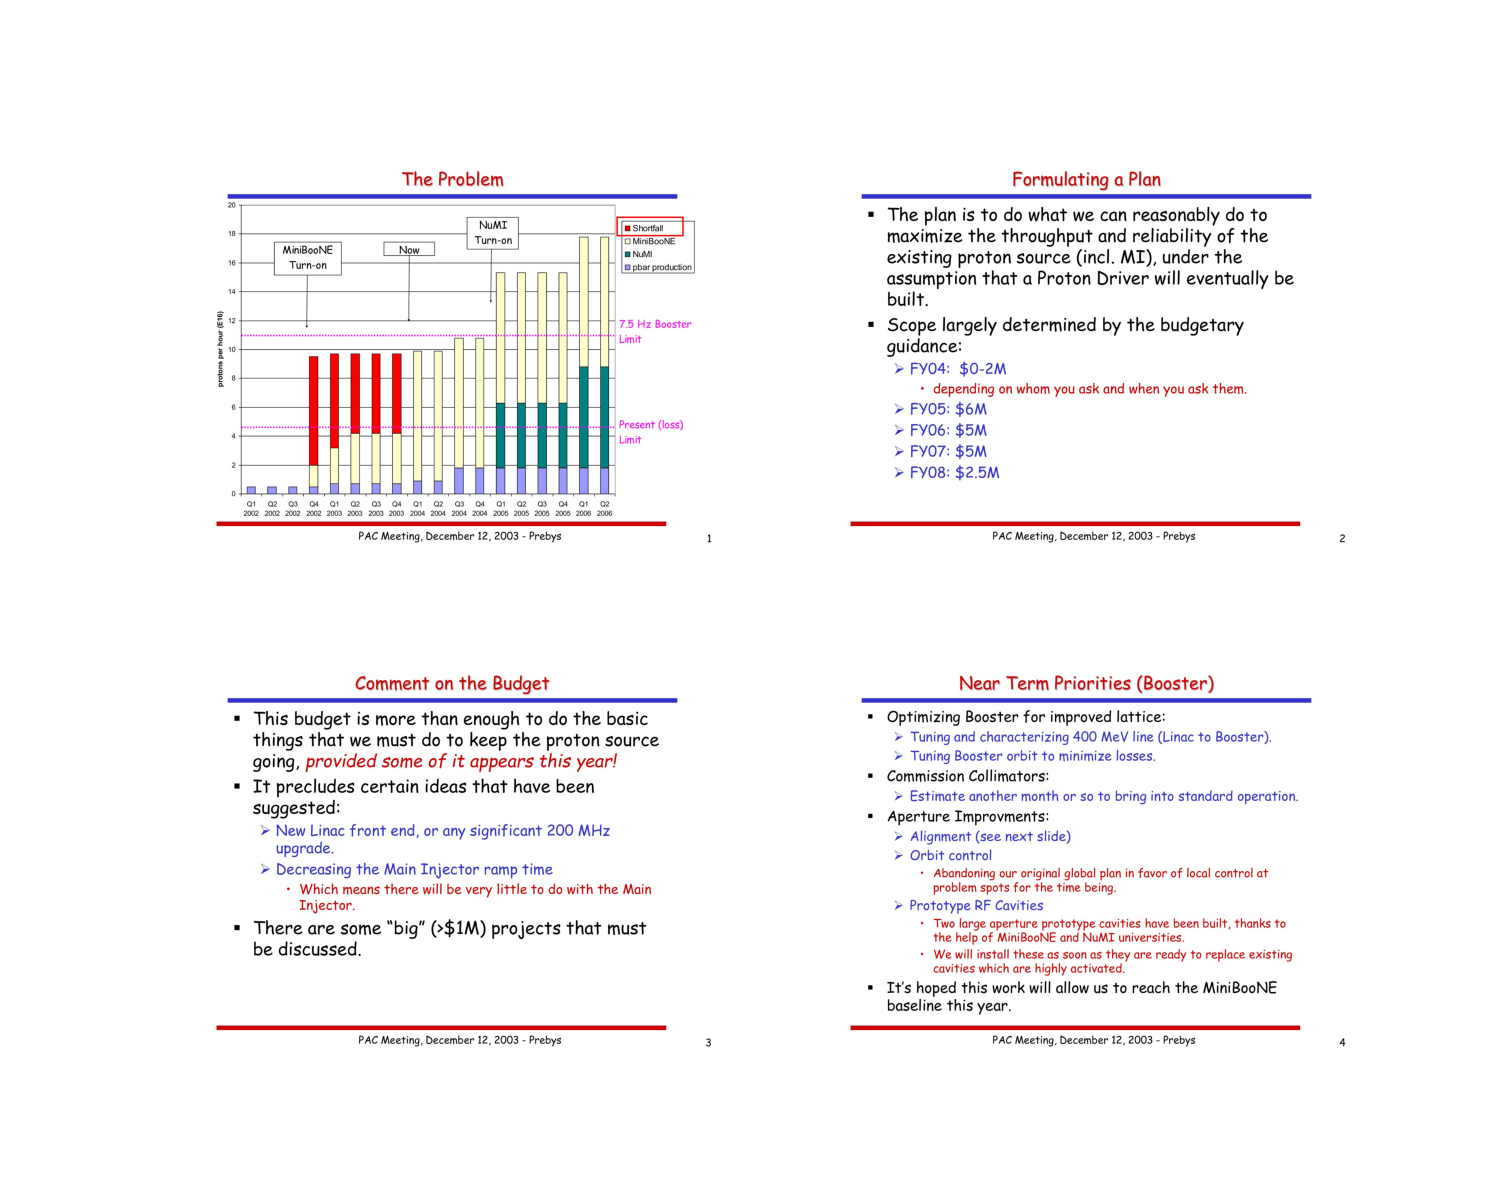 The Problem
20
18
16
14
12
10
8
6
4
2
0
protons per hour (E16)
MiniBooNE
Turn-on
Now
NuMI
Turn-on
Shortfall
MiniBooNE
NuMI
pbar production
7.5 Hz Booster
Limit
Present (loss)
Limit
Q1 Q2 Q3 Q4 Q1 Q2 Q3 Q4 Q1 Q2 Q3 Q4 Q1 Q2 Q3 Q4 Q1 Q2
2002 2002 2002 2002 2003 2003 2003 2003 2004 2004 2004 2004 2005 2005 2005 2005 2006 2006
PAC Meeting, December 12, 2003 - Prebys
1
Formulating a Plan
▪ The plan is to do what we can reasonably do to
maximize the throughput and reliability of the
existing proton source (incl. MI), under the
assumption that a Proton Driver will eventually be
built.
▪ Scope largely determined by the budgetary
guidance:
➢ FY04: $0-2M
• depending on whom you ask and when you ask them.
➢ FY05: $6M
➢ FY06: $5M
➢ FY07: $5M
➢ FY08: $2.5M
PAC Meeting, December 12, 2003 - Prebys
2
Comment on the Budget
▪ This budget is more than enough to do the basic
things that we must do to keep the proton source
going, provided some of it appears this year!
▪ It precludes certain ideas that have been
suggested:
➢ New Linac front end, or any significant 200 MHz
upgrade.
➢ Decreasing the Main Injector ramp time
• Which means there will be very little to do with the Main
Injector.
▪ There are some “big” (>$1M) projects that must
be discussed.
PAC Meeting, December 12, 2003 - Prebys
3
Near Term Priorities (Booster)
▪ Optimizing Booster for improved lattice:
➢ Tuning and characterizing 400 MeV line (Linac to Booster).
➢ Tuning Booster orbit to minimize losses.
▪ Commission Collimators:
➢ Estimate another month or so to bring into standard operation.
▪ Aperture Improvments:
➢ Alignment (see next slide)
➢ Orbit control
• Abandoning our original global plan in favor of local control at
problem spots for the time being.
➢ Prototype RF Cavities
• Two large aperture prototype cavities have been built, thanks to
the help of MiniBooNE and NuMI universities.
• We will install these as soon as they are ready to replace existing
cavities which are highly activated.
▪ It’s hoped this work will allow us to reach the MiniBooNE
baseline this year.
PAC Meeting, December 12, 2003 - Prebys
4